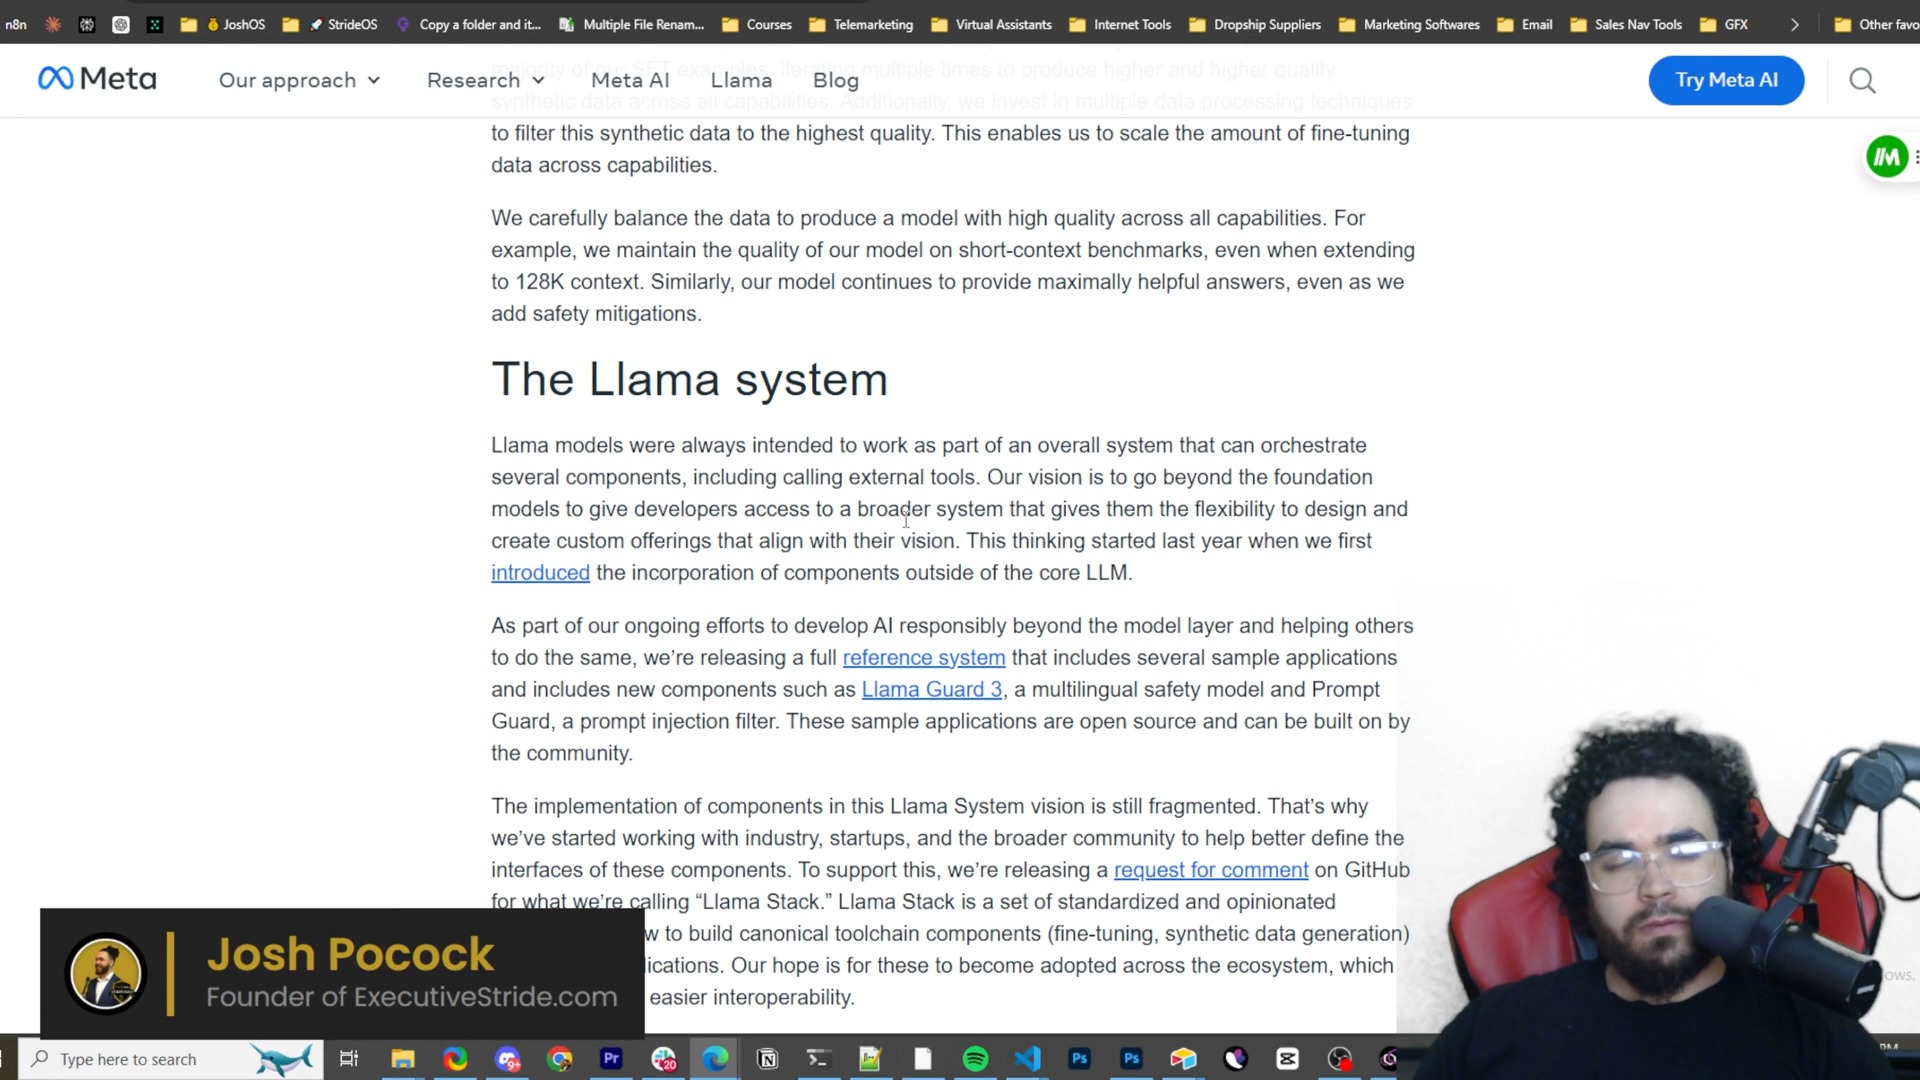 n8n
JoshOS
StrideOS
Copy a folder and it...
Multiple File Renam...
Courses
Telemarketing
Virtual Assistants
Internet Tools
Dropship Suppliers
Marketing Softwares
Email
Sales Nav Tools
GFX
Other favo
Meta
Our approach
Research
Meta AI
Llama
Blog
Try Meta AI
majority of our SFT examples, iterating multiple times to produce higher and higher quality
synthetic data across all capabilities. Additionally, we invest in multiple data processing techniques
to filter this synthetic data to the highest quality. This enables us to scale the amount of fine-tuning
data across capabilities.
We carefully balance the data to produce a model with high quality across all capabilities. For
example, we maintain the quality of our model on short-context benchmarks, even when extending
to 128K context. Similarly, our model continues to provide maximally helpful answers, even as we
add safety mitigations.
The Llama system
Llama models were always intended to work as part of an overall system that can orchestrate
several components, including calling external tools. Our vision is to go beyond the foundation
models to give developers access to a broader system that gives them the flexibility to design and
create custom offerings that align with their vision. This thinking started last year when we first
introduced the incorporation of components outside of the core LLM.
As part of our ongoing efforts to develop AI responsibly beyond the model layer and helping others
to do the same, we’re releasing a full reference system that includes several sample applications
and includes new components such as Llama Guard 3, a multilingual safety model and Prompt
Guard, a prompt injection filter. These sample applications are open source and can be built on by
the community.
The implementation of components in this Llama System vision is still fragmented. That’s why
we’ve started working with industry, startups, and the broader community to help better define the
interfaces of these components. To support this, we’re releasing a request for comment on GitHub
for what we’re calling “Llama Stack.” Llama Stack is a set of standardized and opinionated
w to build canonical toolchain components (fine-tuning, synthetic data generation)
lications. Our hope is for these to become adopted across the ecosystem, which
easier interoperability.
Josh Pocock
Founder of ExecutiveStride.com
ows.
Type here to search
9+
Pr
20
Ps
Ps
PM